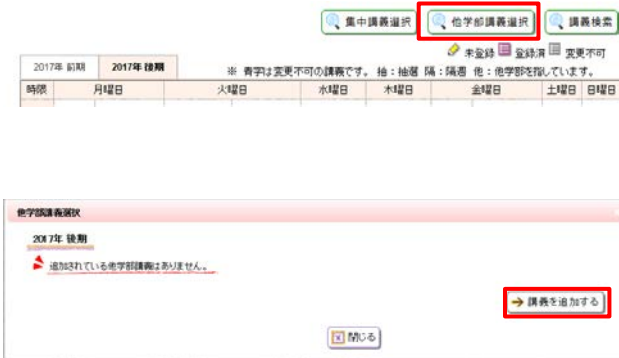 集中講義選択 他学部講義選択 講義検索
未登録 登録済 変更不可
2017年 前期 2017年 後期 ※ 青字は変更不可の講義です。 抽：抽選 隔：隔週 他：他学部を指しています。
時限 月曜日 火曜日 水曜日 木曜日 金曜日 土曜日 日曜日
他学部講義選択
2017年 後期
追加されている他学部講義はありません。
講義を追加する
閉じる